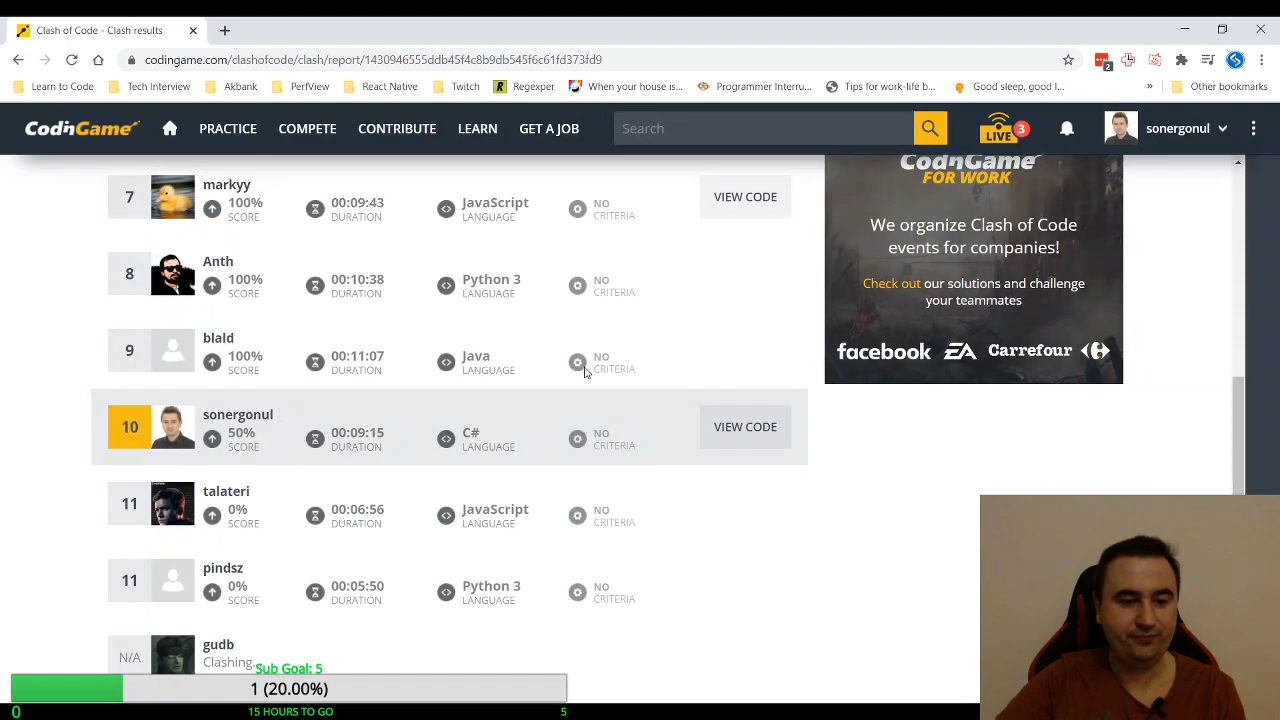 Clash of Code - Clash results
codingame.com/clashofcode/clash/report/14309465552ddb45f4c8b9db545f6c61fd373fd9
2
Learn to Code Tech Interview Akbank PerfView React Native Twitch Regexper When your house is... Programmer Interru... Tips for work-life b... Good sleep, good l... » Other bookmarks
CodinGame PRACTICE COMPETE CONTRIBUTE LEARN GET A JOB Search LIVE 3 sonergonul
CodinGame
FOR WORK
We organize Clash of Code
events for companies!
Check out our solutions and challenge
your teammates
facebook EA Carrefour
7 markyy
100% 00:09:43 JavaScript NO VIEW CODE
SCORE DURATION LANGUAGE CRITERIA
8 Anth
100% 00:10:38 Python 3 NO
SCORE DURATION LANGUAGE CRITERIA
9 blald
100% 00:11:07 Java NO
SCORE DURATION LANGUAGE CRITERIA
10 sonergonul
50% 00:09:15 C# NO VIEW CODE
SCORE DURATION LANGUAGE CRITERIA
11 talateri
0% 00:06:56 JavaScript NO
SCORE DURATION LANGUAGE CRITERIA
11 pindsz
0% 00:05:50 Python 3 NO
SCORE DURATION LANGUAGE CRITERIA
N/A gudb
Clashing...
Sub Goal: 5
1 (20.00%)
0 15 HOURS TO GO 5